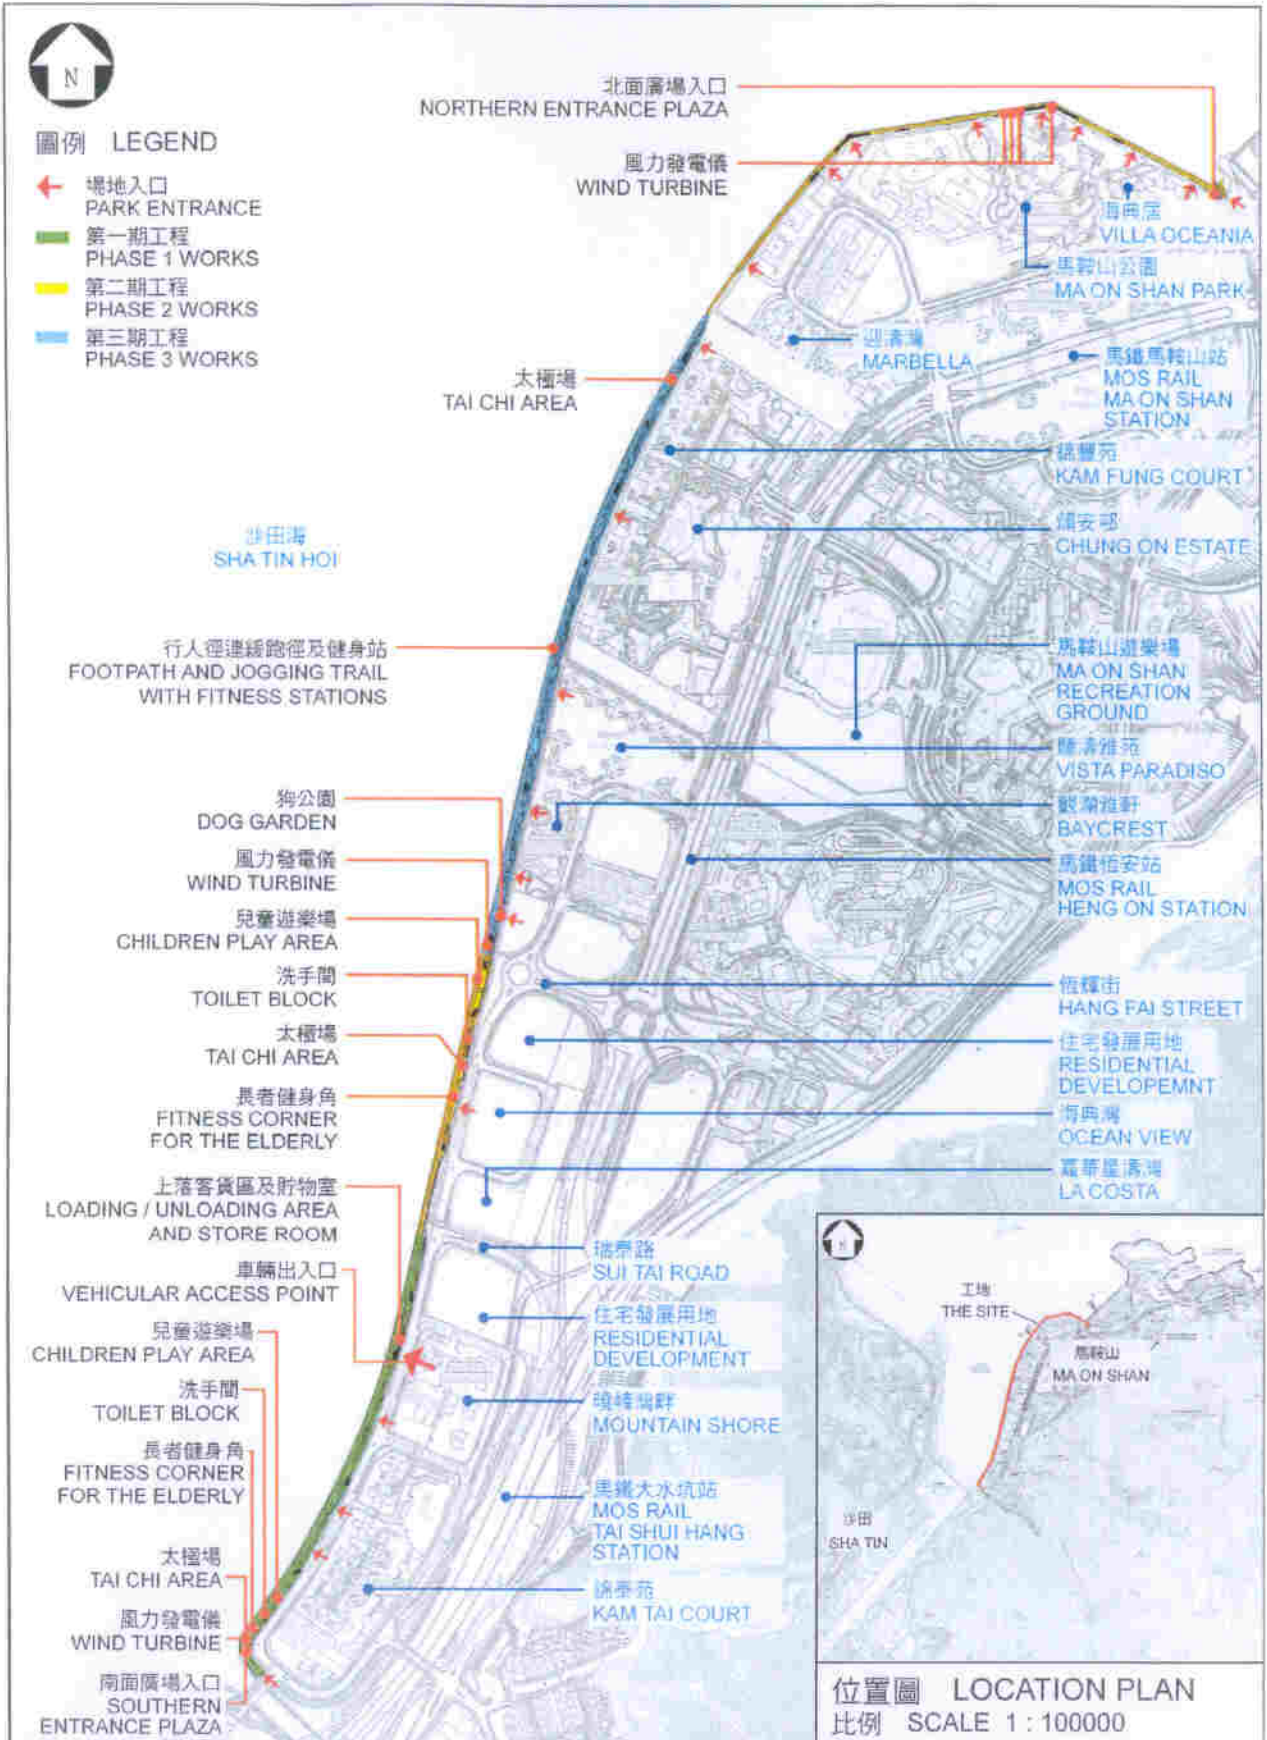 N
圖例 LEGEND
場地入口
PARK ENTRANCE
第一期工程
PHASE 1 WORKS
第二期工程
PHASE 2 WORKS
第三期工程
PHASE 3 WORKS
北面廣場入口
NORTHERN ENTRANCE PLAZA
風力發電儀
WIND TURBINE
海典居
VILLA OCEANIA
馬鞍山公園
MA ON SHAN PARK
迎濤灣
MARBELLA
馬鐵馬鞍山站
MOS RAIL
MA ON SHAN
STATION
太極場
TAI CHI AREA
錦豐苑
KAM FUNG COURT
頌安邨
CHUNG ON ESTATE
沙田海
SHA TIN HOI
行人徑連緩跑徑及健身站
FOOTPATH AND JOGGING TRAIL
WITH FITNESS STATIONS
馬鞍山遊樂場
MA ON SHAN
RECREATION
GROUND
聽濤雅苑
VISTA PARADISO
狗公園
DOG GARDEN
觀瀾雅軒
BAYCREST
風力發電儀
WIND TURBINE
馬鐵恆安站
MOS RAIL
HENG ON STATION
兒童遊樂場
CHILDREN PLAY AREA
洗手間
TOILET BLOCK
恆輝街
HANG FAI STREET
太極場
TAI CHI AREA
住宅發展用地
RESIDENTIAL
DEVELOPEMNT
長者健身角
FITNESS CORNER
FOR THE ELDERLY
海典灣
OCEAN VIEW
嘉華星濤灣
LA COSTA
上落客貨區及貯物室
LOADING / UNLOADING AREA
AND STORE ROOM
瑞泰路
SUI TAI ROAD
車輛出入口
VEHICULAR ACCESS POINT
住宅發展用地
RESIDENTIAL
DEVELOPMENT
兒童遊樂場
CHILDREN PLAY AREA
洗手間
TOILET BLOCK
曉峰灣畔
MOUNTAIN SHORE
長者健身角
FITNESS CORNER
FOR THE ELDERLY
馬鐵大水坑站
MOS RAIL
TAI SHUI HANG
STATION
太極場
TAI CHI AREA
錦泰苑
KAM TAI COURT
風力發電儀
WIND TURBINE
南面廣場入口
SOUTHERN
ENTRANCE PLAZA
N
工地
THE SITE
馬鞍山
MA ON SHAN
沙田
SHA TIN
位置圖 LOCATION PLAN
比例 SCALE 1 : 100000